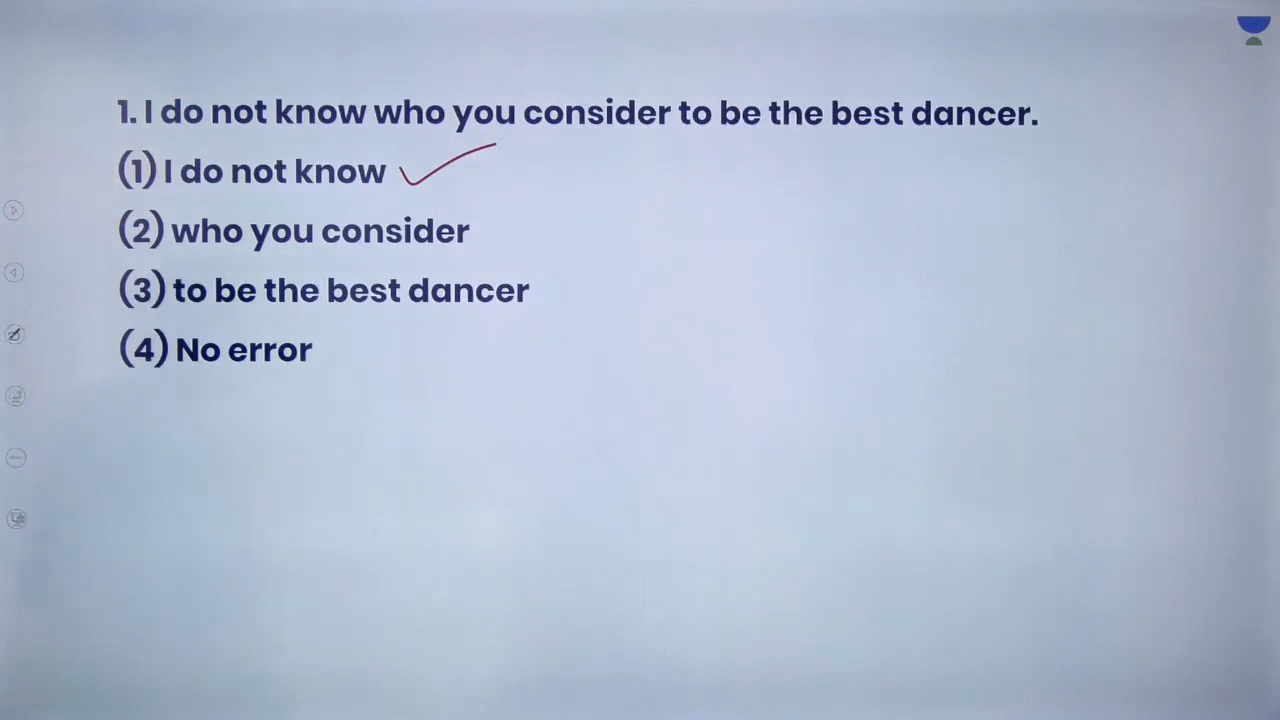 1. I do not know who you consider to be the best dancer.
(1) I do not know
(2) who you consider
(3) to be the best dancer
(4) No error